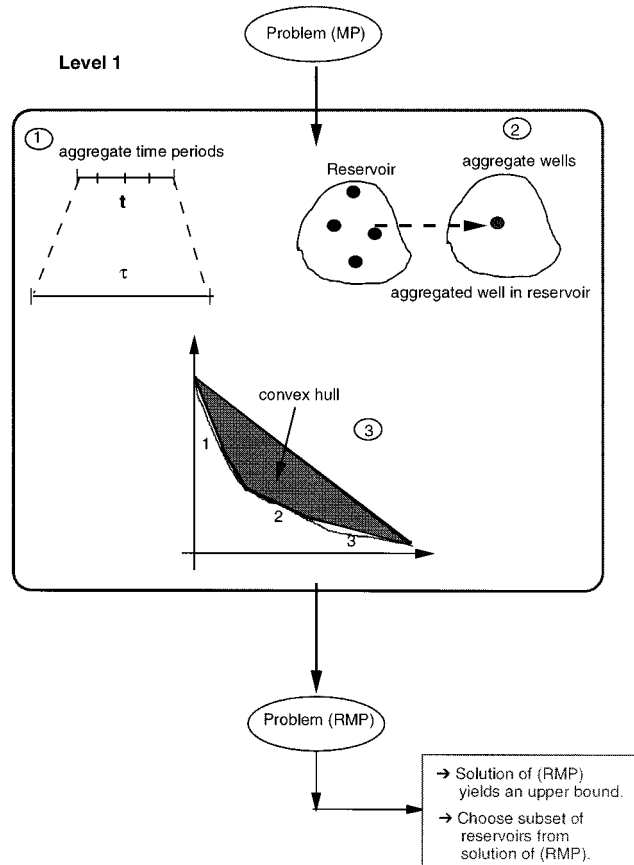 Problem (MP)
Level 1
1
aggregate time periods
t
τ
2
Reservoir
aggregate wells
aggregated well in reservoir
convex hull
3
1
2
3
Problem (RMP)
→ Solution of (RMP)
yields an upper bound.
→ Choose subset of
reservoirs from
solution of (RMP).